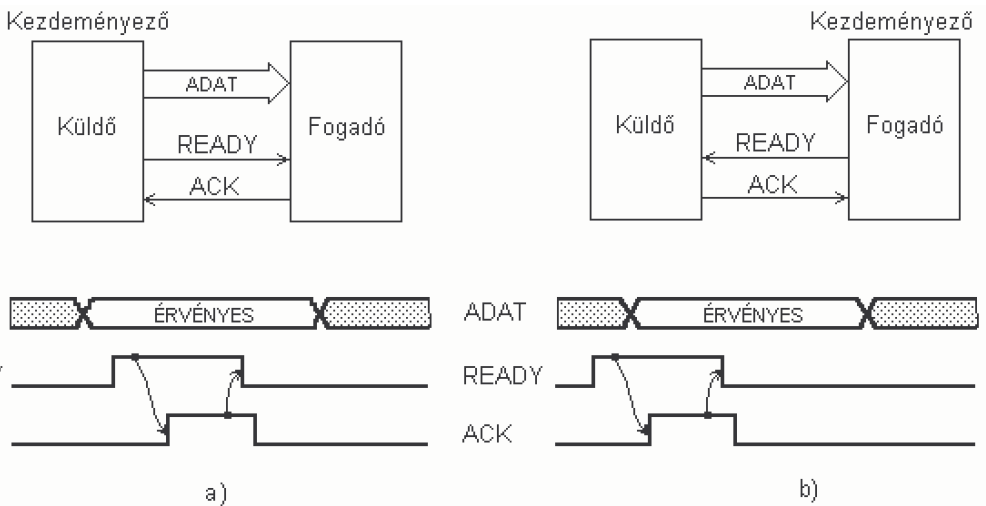 Kezdeményező
Kezdeményező
Küldő
ADAT
READY
ACK
Fogadó
Küldő
ADAT
READY
ACK
Fogadó
ÉRVÉNYES
ADAT
ÉRVÉNYES
READY
ACK
a)
b)